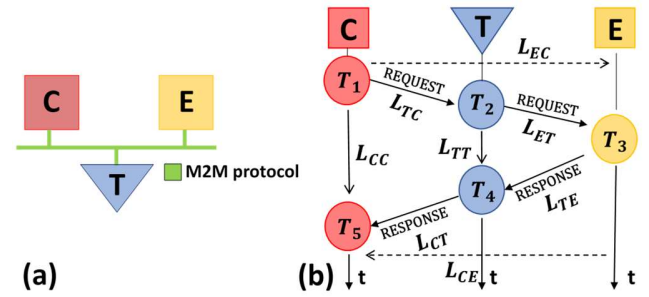 C
E
T
M2M protocol
(a)
C
T
E
L_EC
T_1
REQUEST
L_TC
T_2
REQUEST
L_ET
T_3
L_CC
L_TT
T_4
RESPONSE
L_TE
T_5
RESPONSE
L_CT
L_CE
t
t
t
(b)